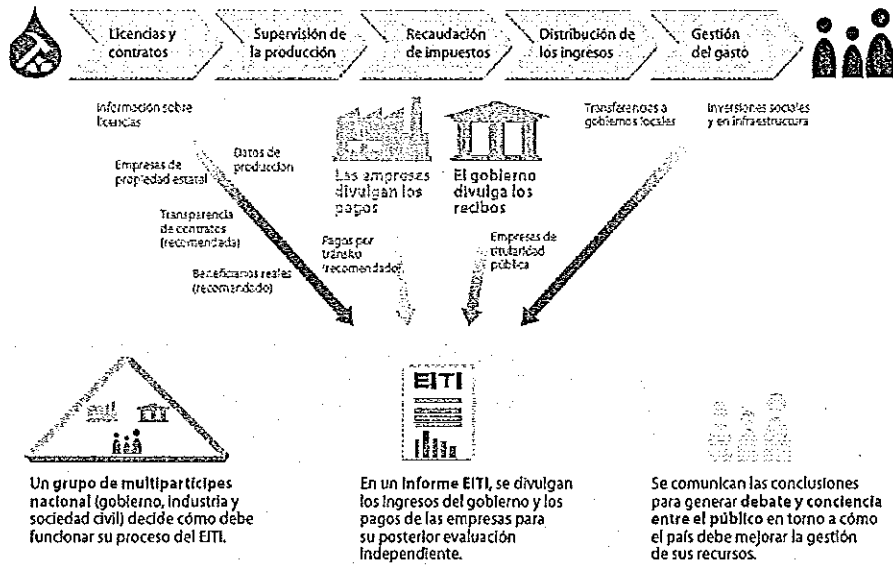 Licencias y
contratos
Supervisión de
la producción
Recaudación
de impuestos
Distribución de
los ingresos
Gestión
del gasto
Información sobre
licencias
Empresas de
propiedad estatal
Datos de
producción
Transparencia
de contratos
(recomendada)
Beneficiarios reales
(recomendado)
Las empresas
divulgan los
pagos
El gobierno
divulga los
recibos
Pagos por
tránsito
(recomendado)
Empresas de
titularidad
pública
Transferencias a
gobiernos locales
Inversiones sociales
y en infraestructura
EITI
Un grupo de multipartícipes
nacional (gobierno, industria y
sociedad civil) decide cómo debe
funcionar su proceso del EITI.
En un Informe EITI, se divulgan
los ingresos del gobierno y los
pagos de las empresas para
su posterior evaluación
independiente.
Se comunican las conclusiones
para generar debate y conciencia
entre el público en torno a cómo
el país debe mejorar la gestión
de sus recursos.